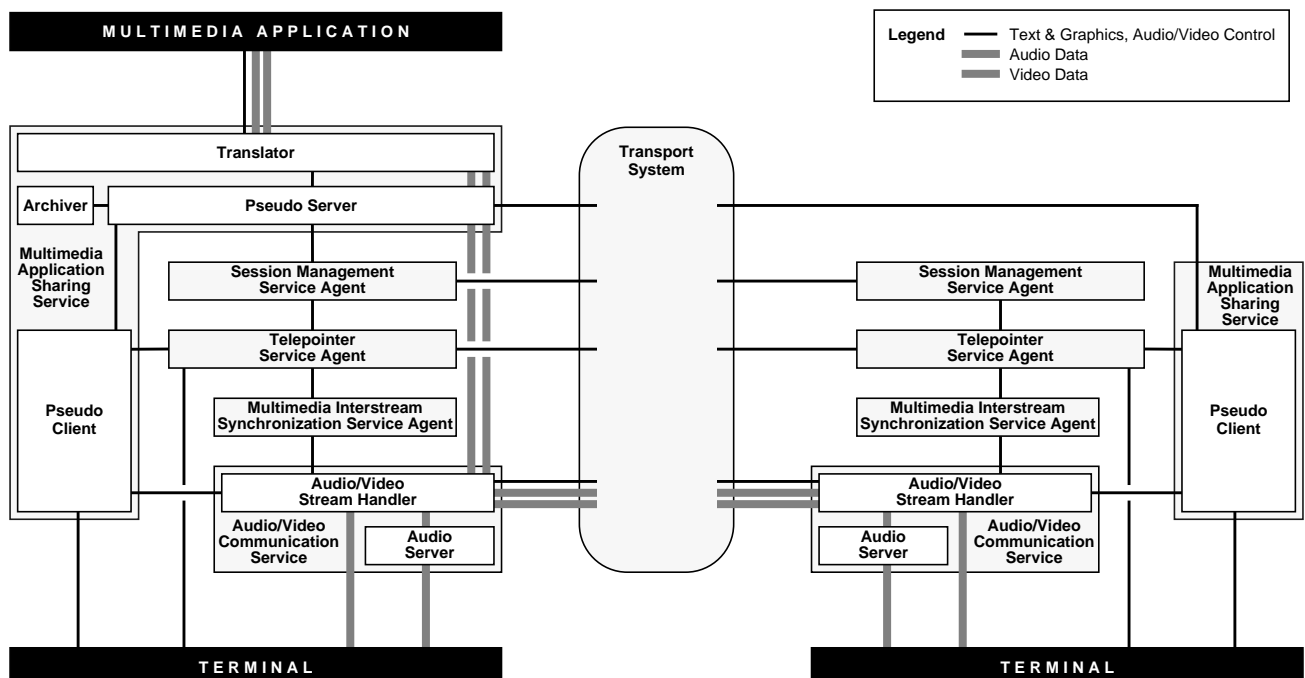 MULTIMEDIA APPLICATION
Legend
Text & Graphics, Audio/Video Control
Audio Data
Video Data
Translator
Archiver
Pseudo Server
Multimedia
Application
Sharing
Service
Session Management
Service Agent
Telepointer
Service Agent
Pseudo
Client
Multimedia Interstream
Synchronization Service Agent
Audio/Video
Stream Handler
Audio/Video
Communication
Service
Audio
Server
TERMINAL
Transport
System
Session Management
Service Agent
Multimedia
Application
Sharing
Service
Telepointer
Service Agent
Multimedia Interstream
Synchronization Service Agent
Pseudo
Client
Audio/Video
Stream Handler
Audio
Server
Audio/Video
Communication
Service
TERMINAL